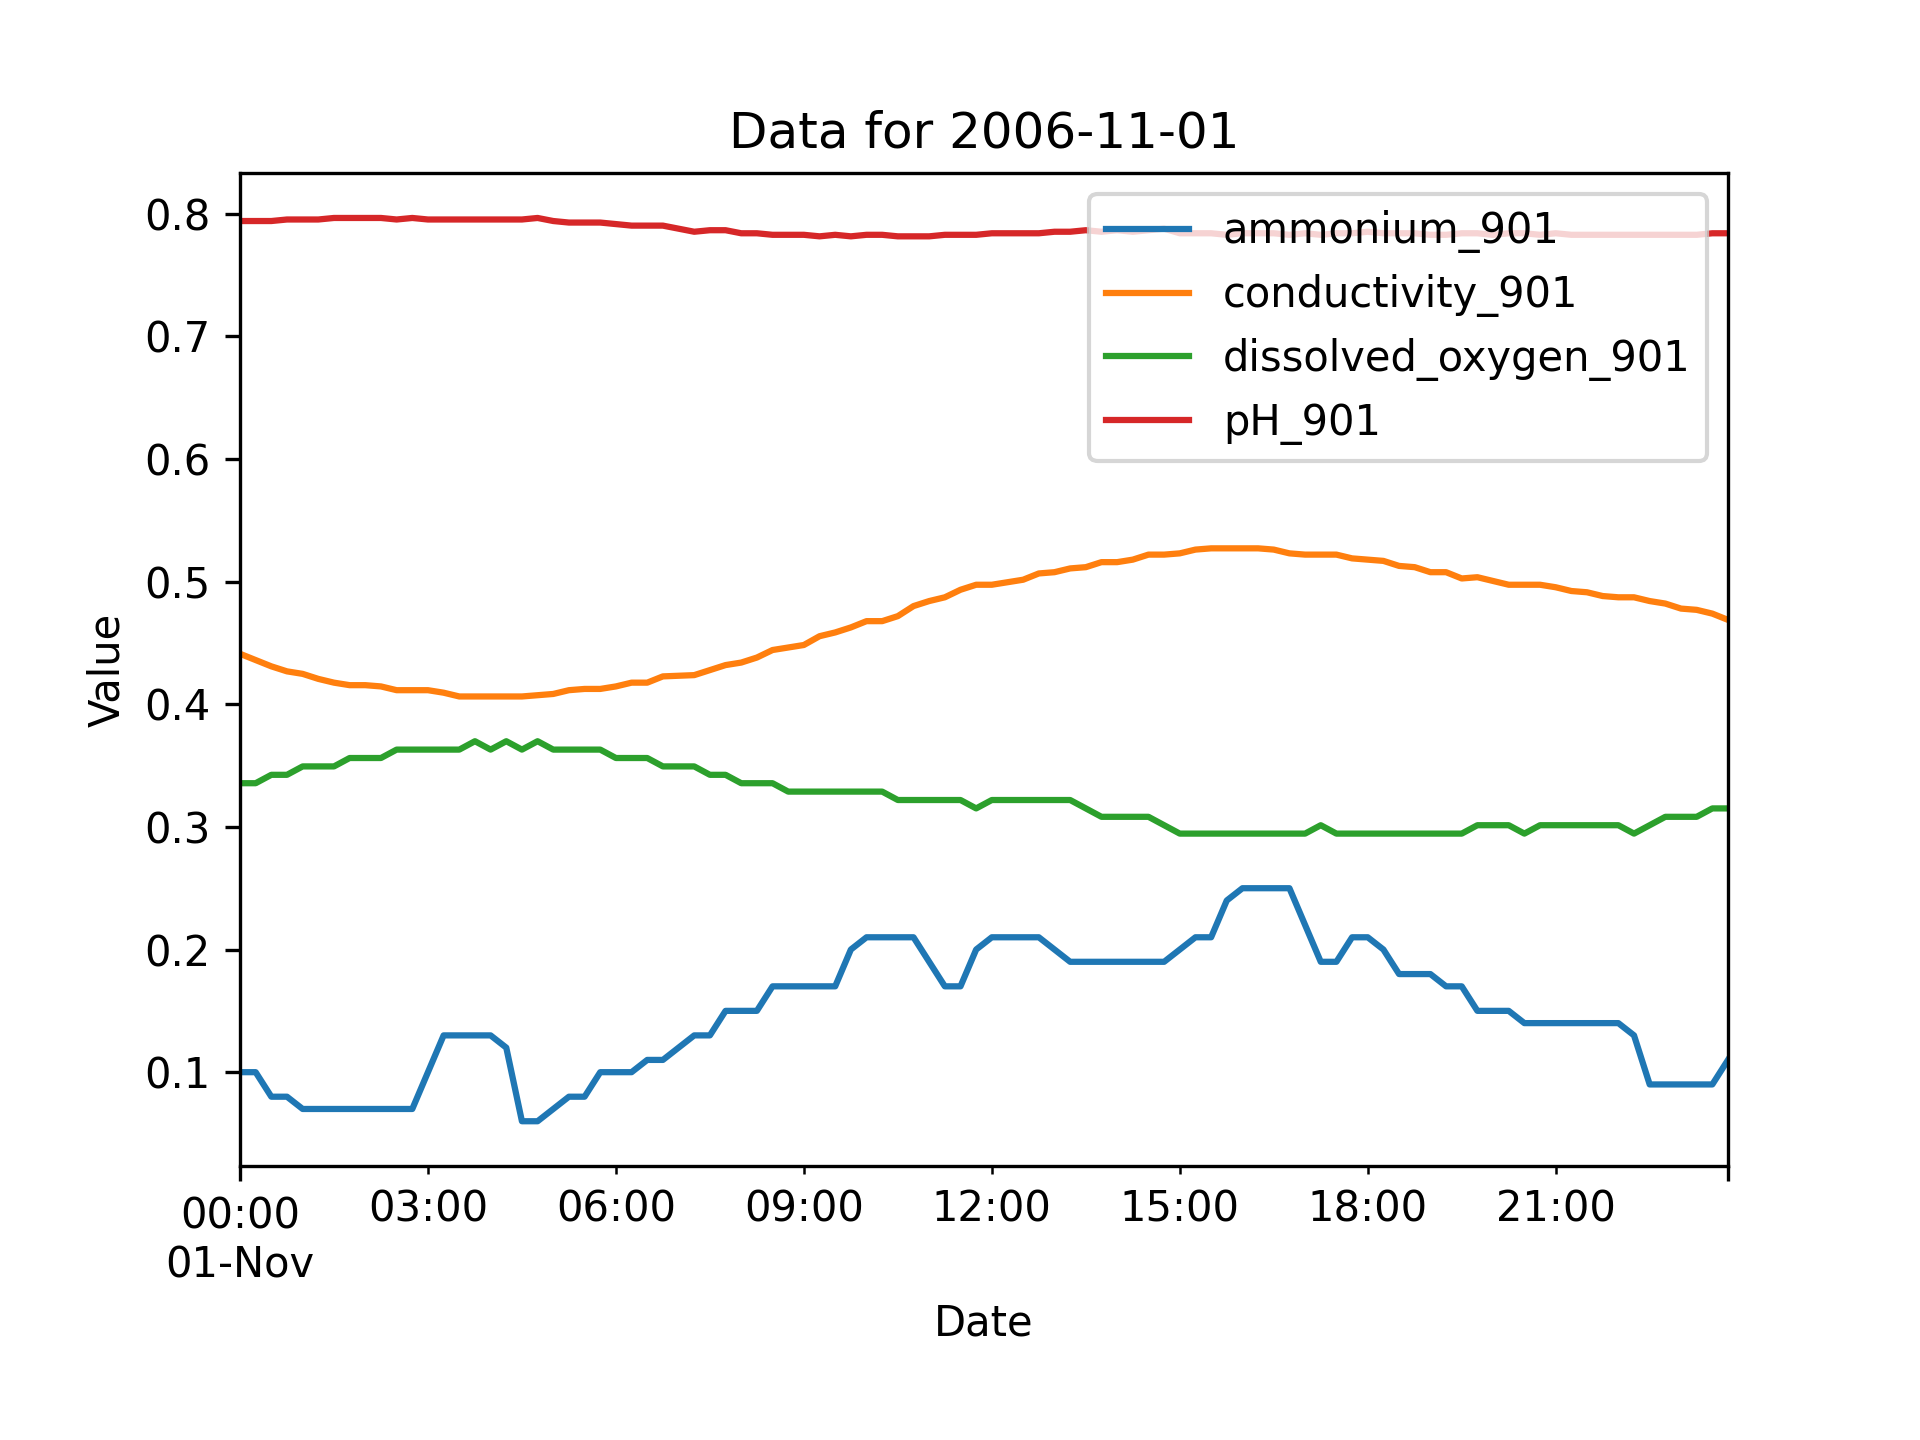 Data for 2006-11-01
ammonium_901
conductivity_901
dissolved_oxygen_901
pH_901
Value
0.8
0.7
0.6
0.5
0.4
0.3
0.2
0.1
00:00 03:00 06:00 09:00 12:00 15:00 18:00 21:00
01-Nov
Date